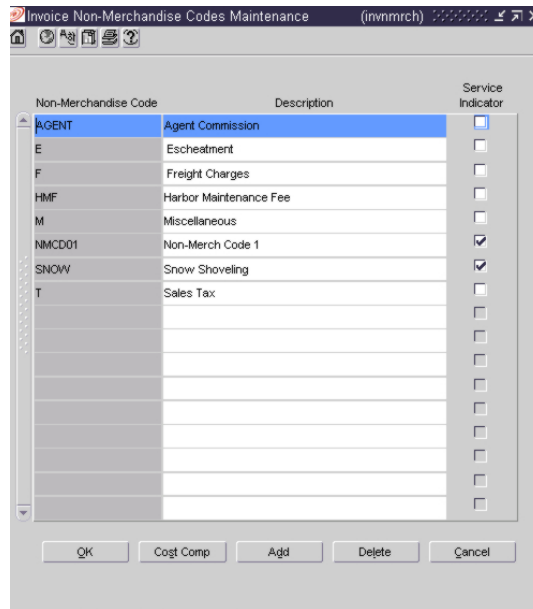 Invoice Non-Merchandise Codes Maintenance (invnmrch)
Service
Non-Merchandise Code Description Indicator
AGENT Agent Commission
E Escheatment
F Freight Charges
HMF Harbor Maintenance Fee
M Miscellaneous
NMCD01 Non-Merch Code 1
SNOW Snow Shoveling
T Sales Tax
OK Cost Comp Add Delete Cancel